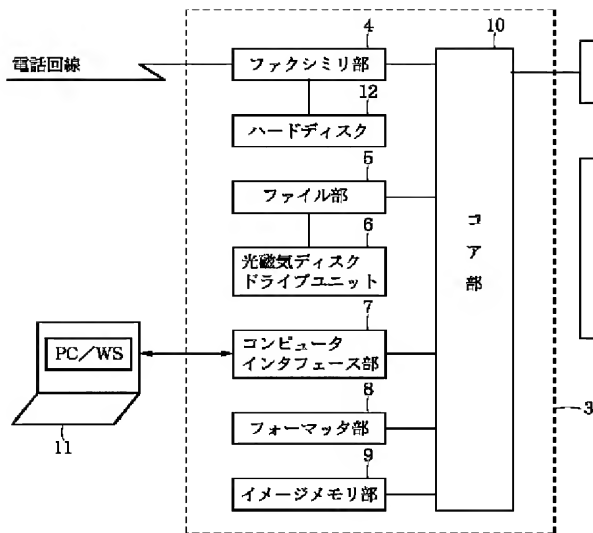 4
10
電話回線
ファクシミリ部
12
ハードディスク
5
ファイル部
6
光磁気ディスク
ドライブユニット
コア部
7
コンピュータ
インタフェース部
PC/WS
11
8
フォーマッタ部
3
9
イメージメモリ部